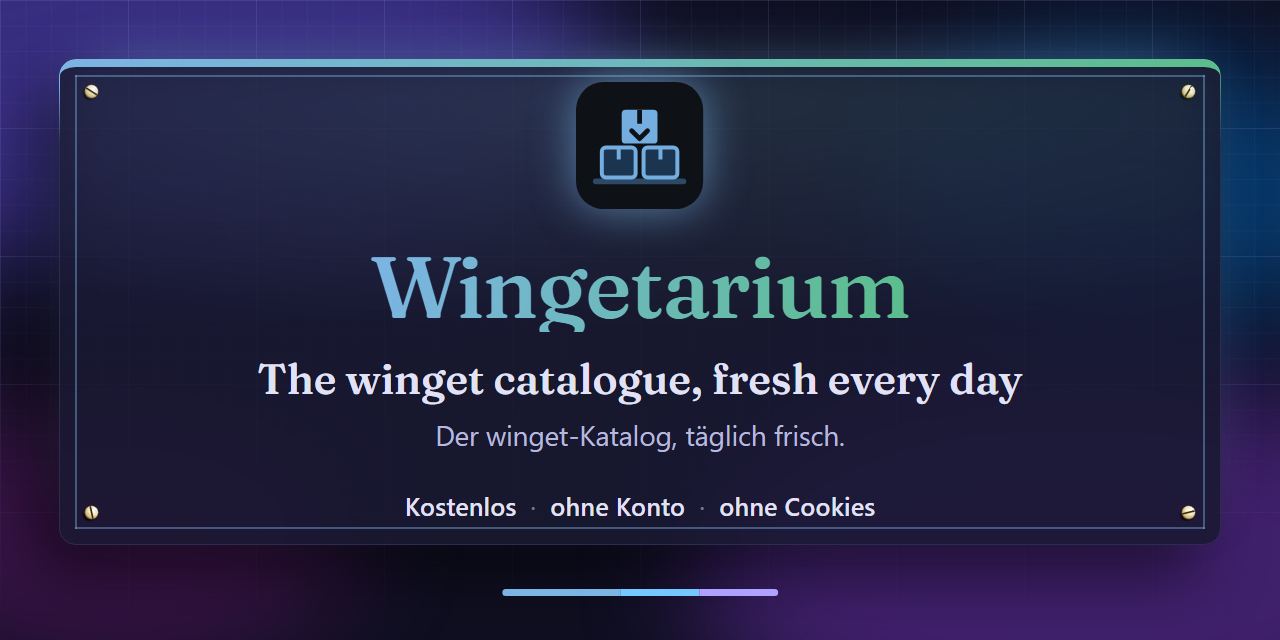 Wingetarium
The winget catalogue, fresh every day
Der winget-Katalog, täglich frisch.
Kostenlos · ohne Konto · ohne Cookies